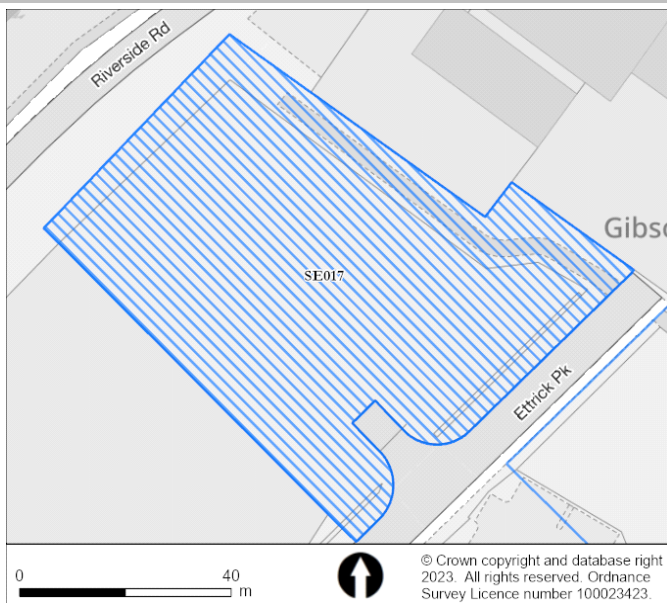 Riverside Rd
Gibso
SE017
Ettrick Pk
0 40
m
© Crown copyright and database right
2023. All rights reserved. Ordnance
Survey Licence number 100023423.